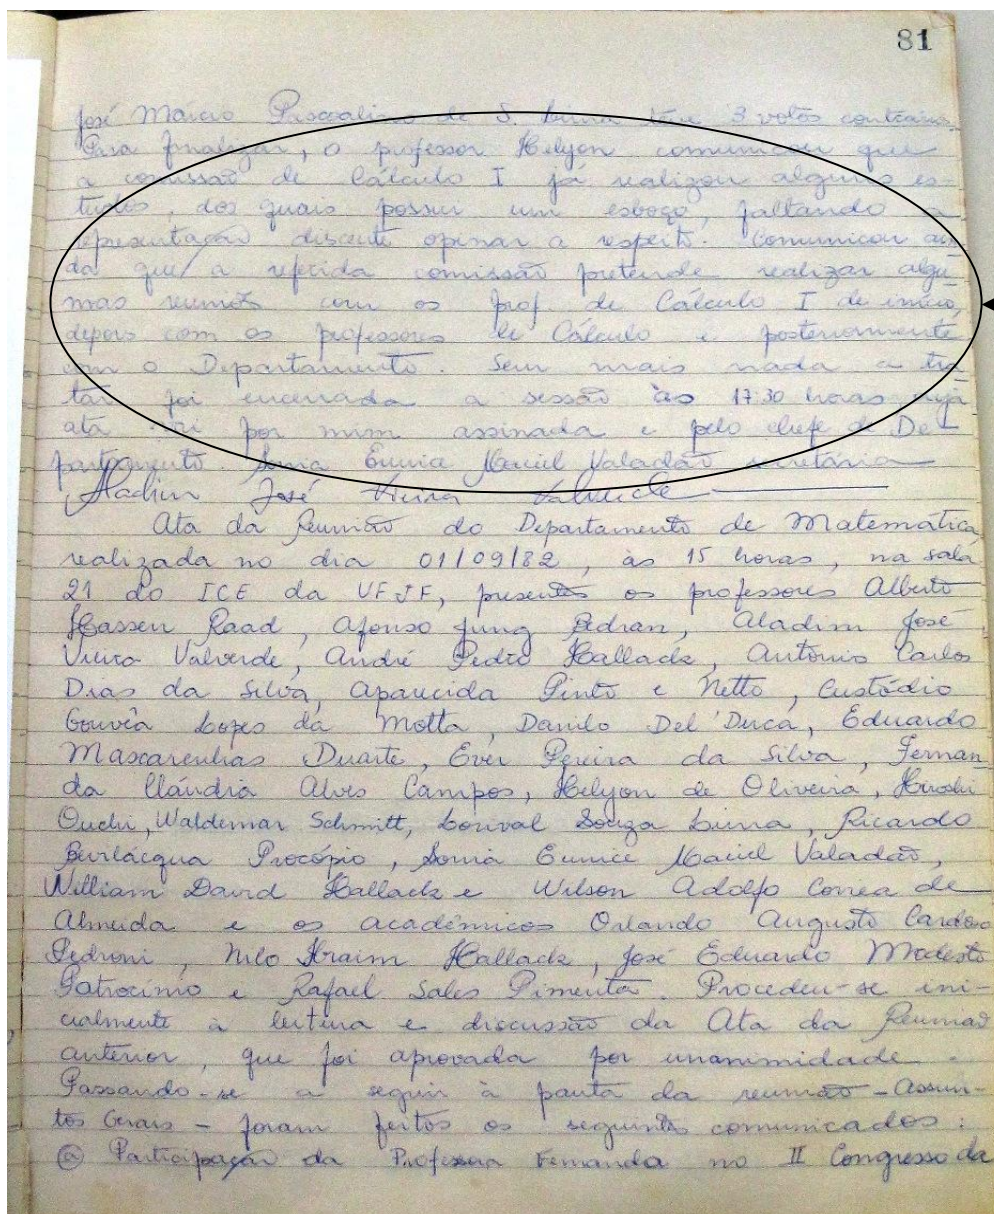 81
José Márcio Pascoalino de S. Lima teve 3 votos contrários.
Para finalizar, o professor Helyon comunicou que
a comissão de Cálculo I já realizou alguns es-
tudos, dos quais possui um esboço, faltando a
representação discente opinar a respeito. Comunicou ain-
da que a referida comissão pretende realizar algu-
mas reuniões com os prof. de Cálculo I de início,
depois com os professores de Cálculo e posteriormente
com o Departamento. Sem mais nada a tra-
tar foi encerrada a sessão às 17:30 horas cuja
ata vai por mim assinada e pelo chefe de De-
partamento. Sonia Eunice Maciel Valadão secretária
Aladim José Vieira Valverde
Ata da Reunião do Departamento de Matemática
realizada no dia 01/09/82, às 15 horas, na sala
21 do ICE da UFJF, presentes os professores Alberto
Hassen Raad, Afonso Jung Pedran, Aladim José
Vieira Valverde, André Pedro Hallack, Antonio Carlos
Dias da Silva, Aparecida Pinto e Netto, Custódio
Gouvêa Lopes da Motta, Danilo Del'Duca, Eduardo
Mascarenhas Duarte, Ever Pereira da Silva, Fernan-
da Cláudia Alves Campos, Helyon de Oliveira, Hiroshi
Ouchi, Waldemar Schmitt, Lorival Souza Lima, Ricardo
Bevilácqua Procópio, Sonia Eunice Maciel Valadão,
William David Hallack e Wilson Adolfo Correa de
Almeida e os acadêmicos Orlando Augusto Cardoso
Pedroni, Nilo Hallack, José Eduardo Modesto
Patrocínio e Rafael Sales Pimenta. Procedeu-se ini-
cialmente à leitura e discussão da Ata da Reunião
anterior, que foi aprovada por unanimidade.
Passando-se a seguir à pauta da reunião - Assun-
tos Gerais - foram feitos os seguintes comunicados:
a Participação da Professora Fernanda no II Congresso da